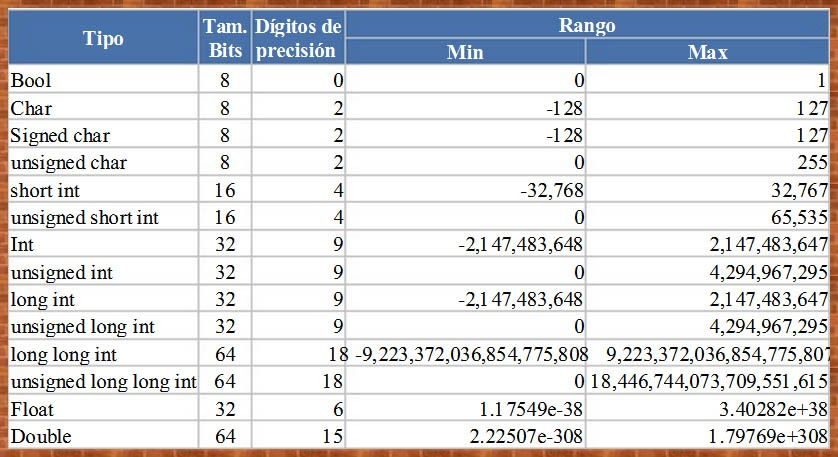 Tipo Tam. Bits Dígitos de precisión Rango
Min Max
Bool 8 0 0 1
Char 8 2 -128 127
Signed char 8 2 -128 127
unsigned char 8 2 0 255
short int 16 4 -32,768 32,767
unsigned short int 16 4 0 65,535
Int 32 9 -2,147,483,648 2,147,483,647
unsigned int 32 9 0 4,294,967,295
long int 32 9 -2,147,483,648 2,147,483,647
unsigned long int 32 9 0 4,294,967,295
long long int 64 18 -9,223,372,036,854,775,808 9,223,372,036,854,775,807
unsigned long long int 64 18 0 18,446,744,073,709,551,615
Float 32 6 1.17549e-38 3.40282e+38
Double 64 15 2.22507e-308 1.79769e+308